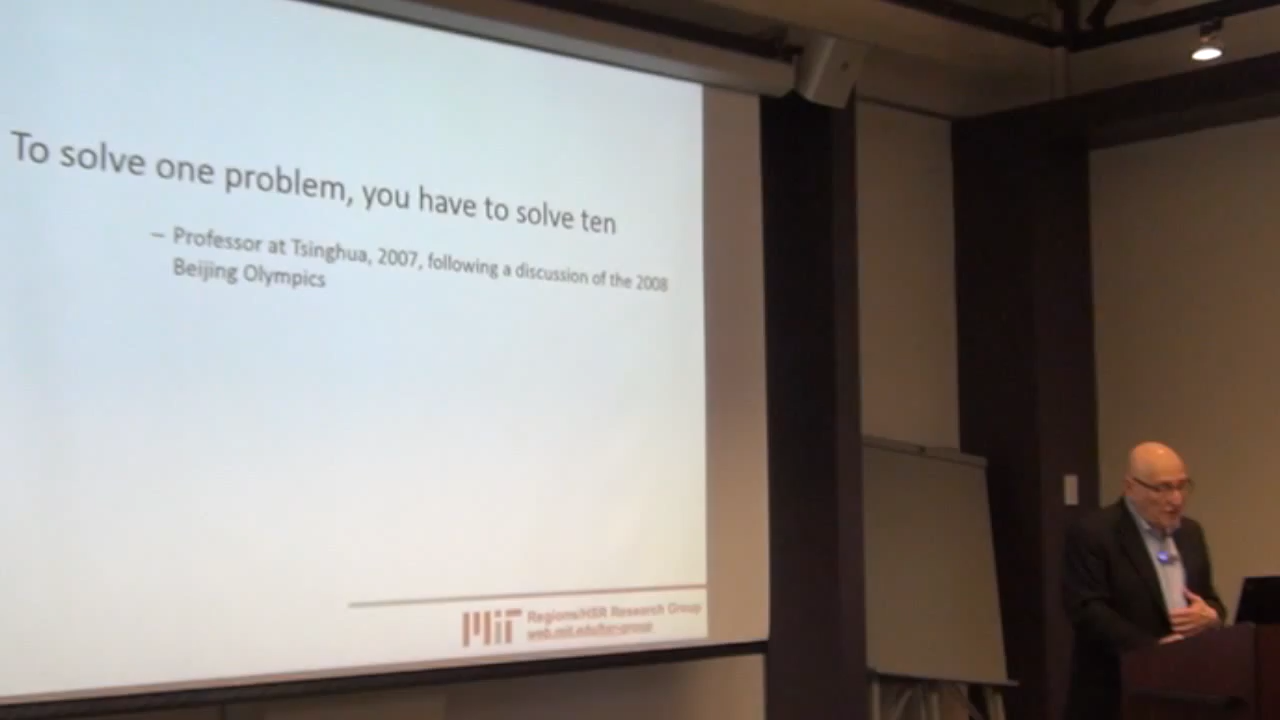 To solve one problem, you have to solve ten
– Professor at Tsinghua, 2007, following a discussion of the 2008
Beijing Olympics
MIT Regions/HSR Research Group
web.mit.edu/hsr-group